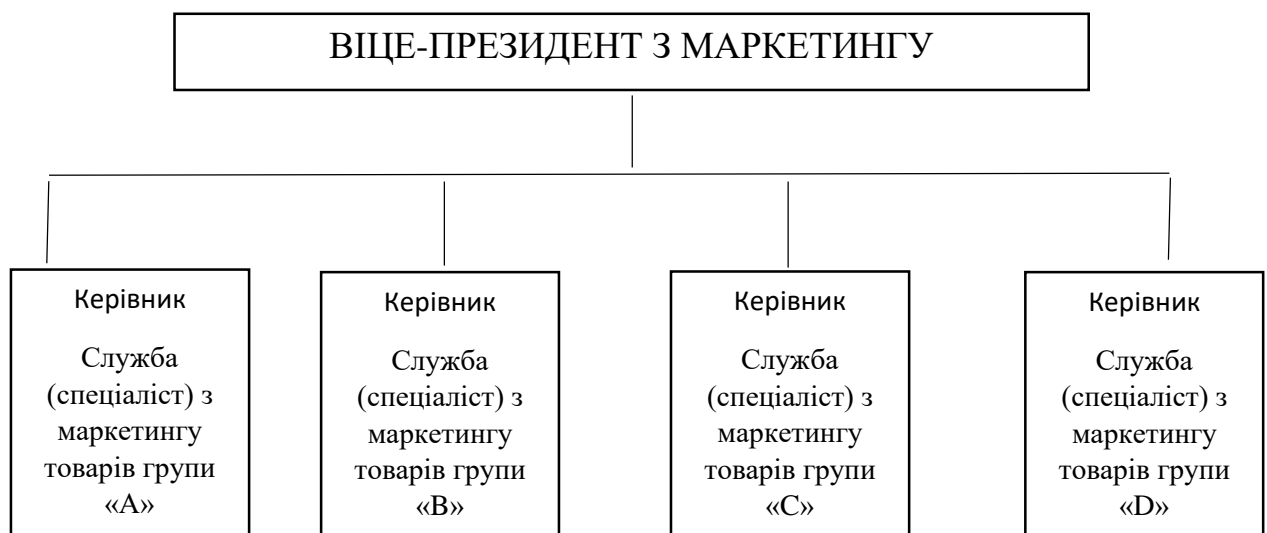 ВІЦЕ-ПРЕЗИДЕНТ З МАРКЕТИНГУ
Керівник
Служба
(спеціаліст) з
маркетингу
товарів групи
«А»
Керівник
Служба
(спеціаліст) з
маркетингу
товарів групи
«В»
Керівник
Служба
(спеціаліст) з
маркетингу
товарів групи
«С»
Керівник
Служба
(спеціаліст) з
маркетингу
товарів групи
«D»